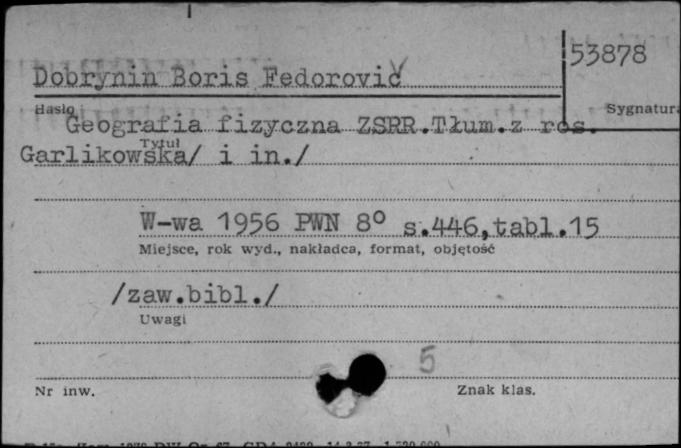 53878
Dobrynin Boris Fedorovič
Hasło
Sygnatura
Geografia fizyczna ZSRR.Tłum.z ros.
Tytuł
Garlikowska/ i in./
W-wa 1956 PWN 8° s.446,tabl.15
Miejsce, rok wyd., nakładca, format, objętość
/zaw.bibl./
Uwagi
5
Nr inw.
Znak klas.